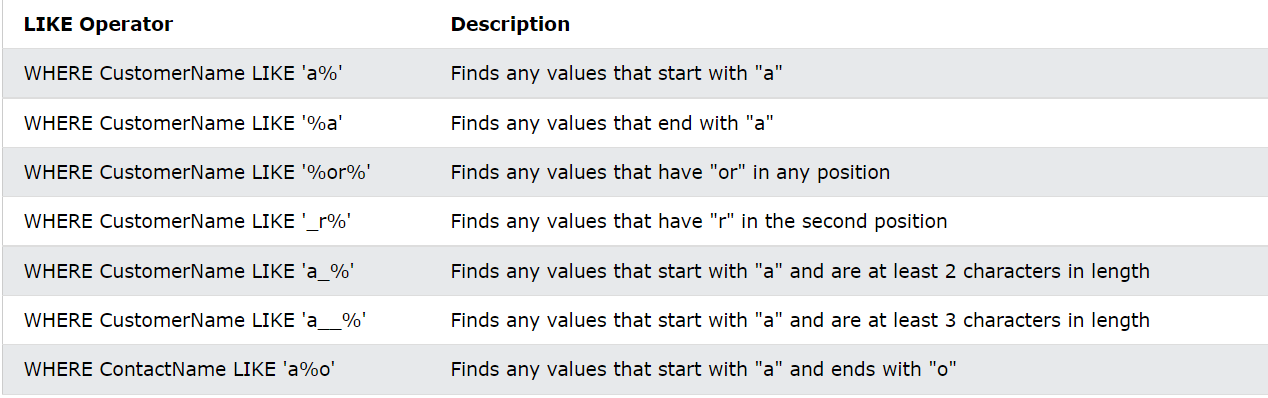 LIKE Operator Description
WHERE CustomerName LIKE 'a%' Finds any values that start with "a"
WHERE CustomerName LIKE '%a' Finds any values that end with "a"
WHERE CustomerName LIKE '%or%' Finds any values that have "or" in any position
WHERE CustomerName LIKE '_r%' Finds any values that have "r" in the second position
WHERE CustomerName LIKE 'a_%' Finds any values that start with "a" and are at least 2 characters in length
WHERE CustomerName LIKE 'a__%' Finds any values that start with "a" and are at least 3 characters in length
WHERE ContactName LIKE 'a%o' Finds any values that start with "a" and ends with "o"